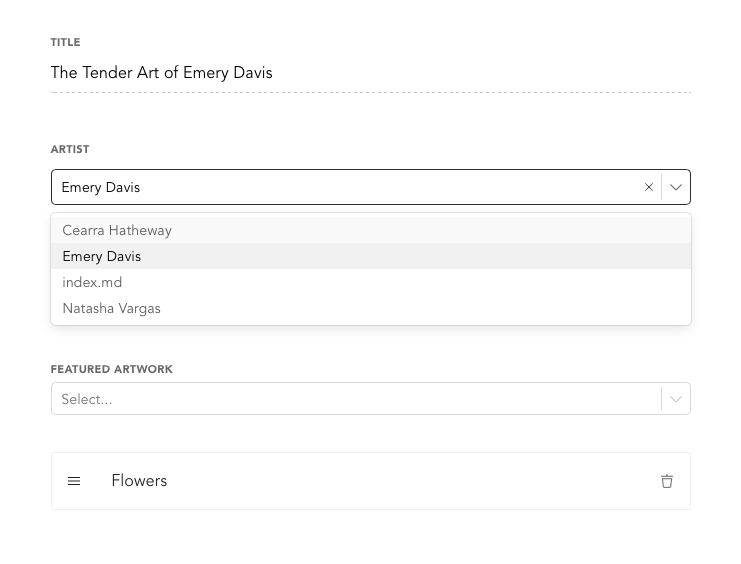 TITLE
The Tender Art of Emery Davis
ARTIST
Emery Davis
Cearra Hatheway
Emery Davis
index.md
Natasha Vargas
FEATURED ARTWORK
Select...
Flowers